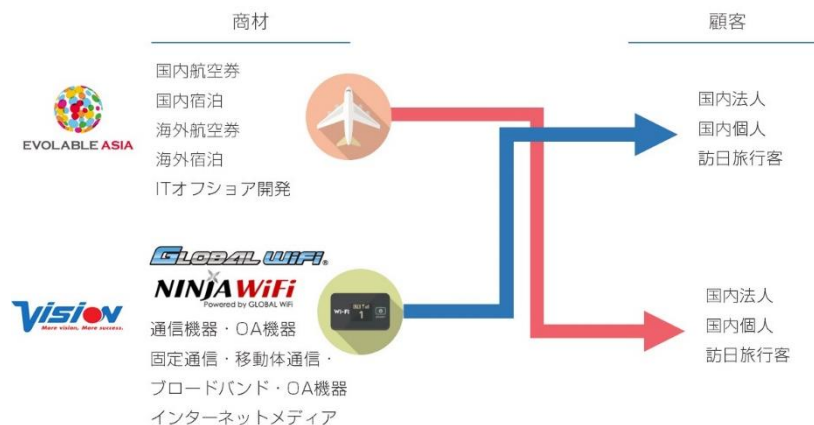 商材
顧客
EVOLABLE ASIA
国内航空券
国内宿泊
海外航空券
海外宿泊
ITオフショア開発
国内法人
国内個人
訪日旅行客
VISION
More vision, More success.
GLOBAL WiFi®
×
NINJA WiFi
Powered by GLOBAL WiFi
通信機器・OA機器
固定通信・移動体通信・
ブロードバンド・OA機器
インターネットメディア
Wi-Fi
1
国内法人
国内個人
訪日旅行客